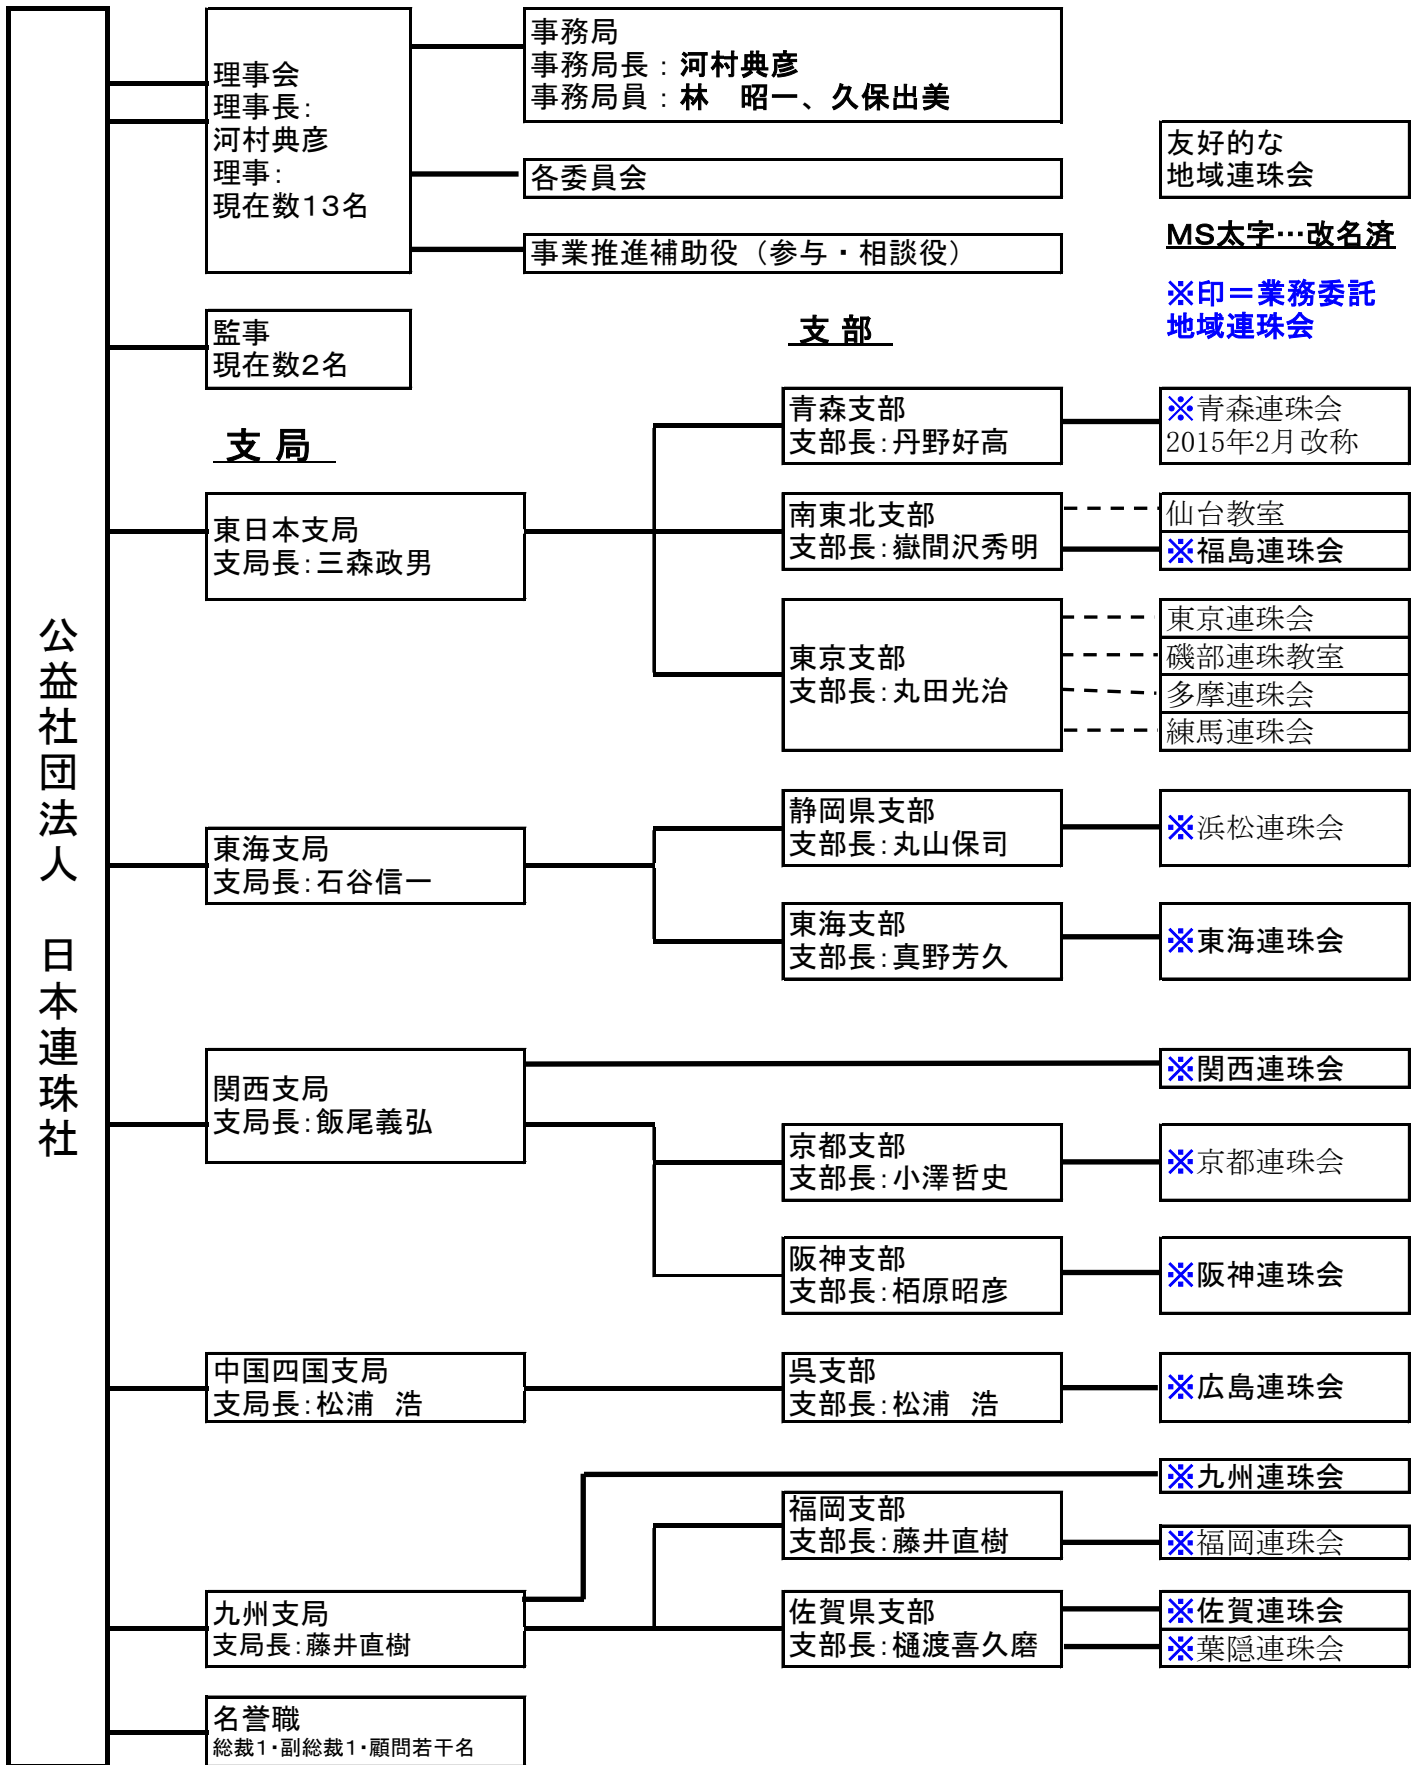 公益社団法人　日本連珠社
理事会
理事長：
河村典彦
理事：
現在数13名
事務局
事務局長：河村典彦
事務局員：林　昭一、久保出美
各委員会
事業推進補助役（参与・相談役）
友好的な
地域連珠会
MS太字…改名済
※印＝業務委託
地域連珠会
監事
現在数2名
支 部
支 局
東日本支局
支局長：三森政男
青森支部
支部長：丹野好高
※青森連珠会
2015年2月改称
南東北支部
支部長：嶽間沢秀明
仙台教室
※福島連珠会
東京支部
支部長：丸田光治
東京連珠会
磯部連珠教室
多摩連珠会
練馬連珠会
東海支局
支局長：石谷信一
静岡県支部
支部長：丸山保司
※浜松連珠会
東海支部
支部長：真野芳久
※東海連珠会
関西支局
支局長：飯尾義弘
※関西連珠会
京都支部
支部長：小澤哲史
※京都連珠会
阪神支部
支部長：栢原昭彦
※阪神連珠会
中国四国支局
支局長：松浦　浩
呉支部
支部長：松浦　浩
※広島連珠会
九州支局
支局長：藤井直樹
※九州連珠会
福岡支部
支部長：藤井直樹
※福岡連珠会
佐賀県支部
支部長：樋渡喜久磨
※佐賀連珠会
※葉隠連珠会
名誉職
総裁1・副総裁1・顧問若干名